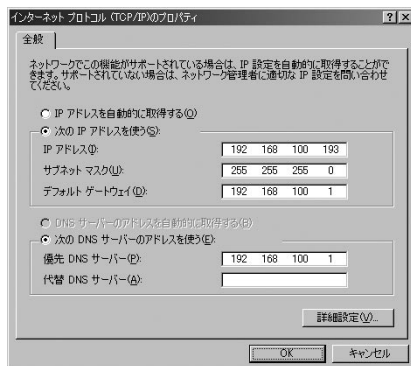 インターネット プロトコル (TCP/IP)のプロパティ ? ×
全般
ネットワークでこの機能がサポートされている場合は、IP 設定を自動的に取得することがで
きます。サポートされていない場合は、ネットワーク管理者に適切な IP 設定を問い合わせ
てください。
IP アドレスを自動的に取得する(O)
次の IP アドレスを使う(S):
IP アドレス(I): 192 168 100 193
サブネット マスク(U): 255 255 255 0
デフォルト ゲートウェイ(D): 192 168 100 1
DNS サーバーのアドレスを自動的に取得する(B)
次の DNS サーバーのアドレスを使う(E):
優先 DNS サーバー(P): 192 168 100 1
代替 DNS サーバー(A):
詳細設定(V)...
OK キャンセル